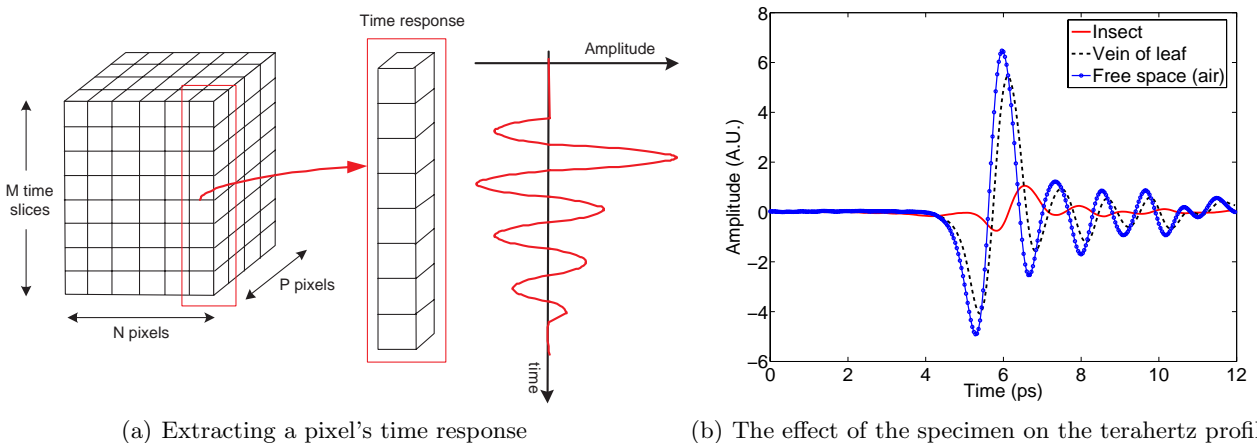 Time response
Amplitude
M time
slices
P pixels
N pixels
time
(a) Extracting a pixel's time response
8
6
4
2
0
−2
−4
−6
Amplitude (A.U.)
Insect
Vein of leaf
Free space (air)
0 2 4 6 8 10 12
Time (ps)
(b) The effect of the specimen on the terahertz profi